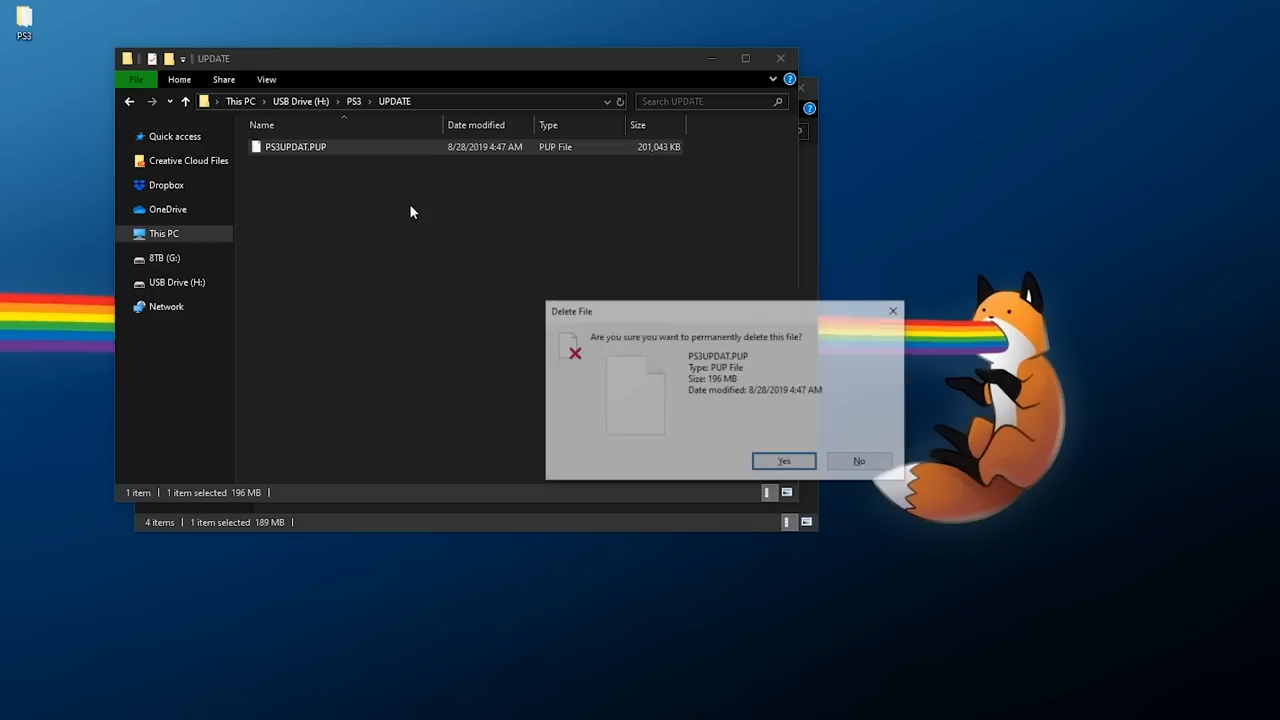 PS3
UPDATE
File Home Share View
This PC > USB Drive (H:) > PS3 > UPDATE
Search UPDATE
Name Date modified Type Size
PS3UPDAT.PUP 8/28/2019 4:47 AM PUP File 201,043 KB
Quick access
Creative Cloud Files
Dropbox
OneDrive
This PC
8TB (G:)
USB Drive (H:)
Network
Delete File
Are you sure you want to permanently delete this file?
PS3UPDAT.PUP
Type: PUP File
Size: 196 MB
Date modified: 8/28/2019 4:47 AM
Yes No
1 item 1 item selected 196 MB
4 items 1 item selected 189 MB